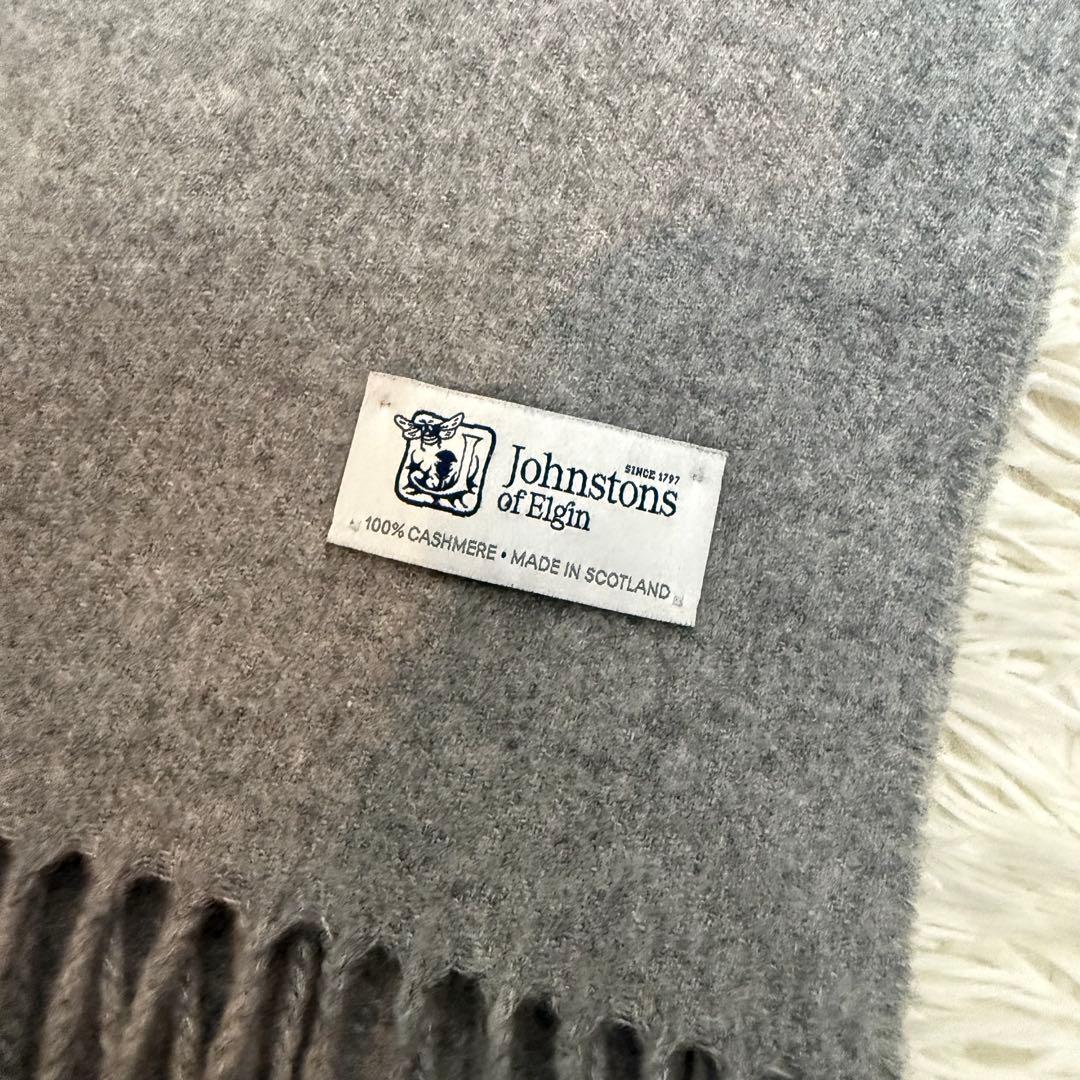 SINCE 1797
Johnstons
of Elgin
100% CASHMERE • MADE IN SCOTLAND